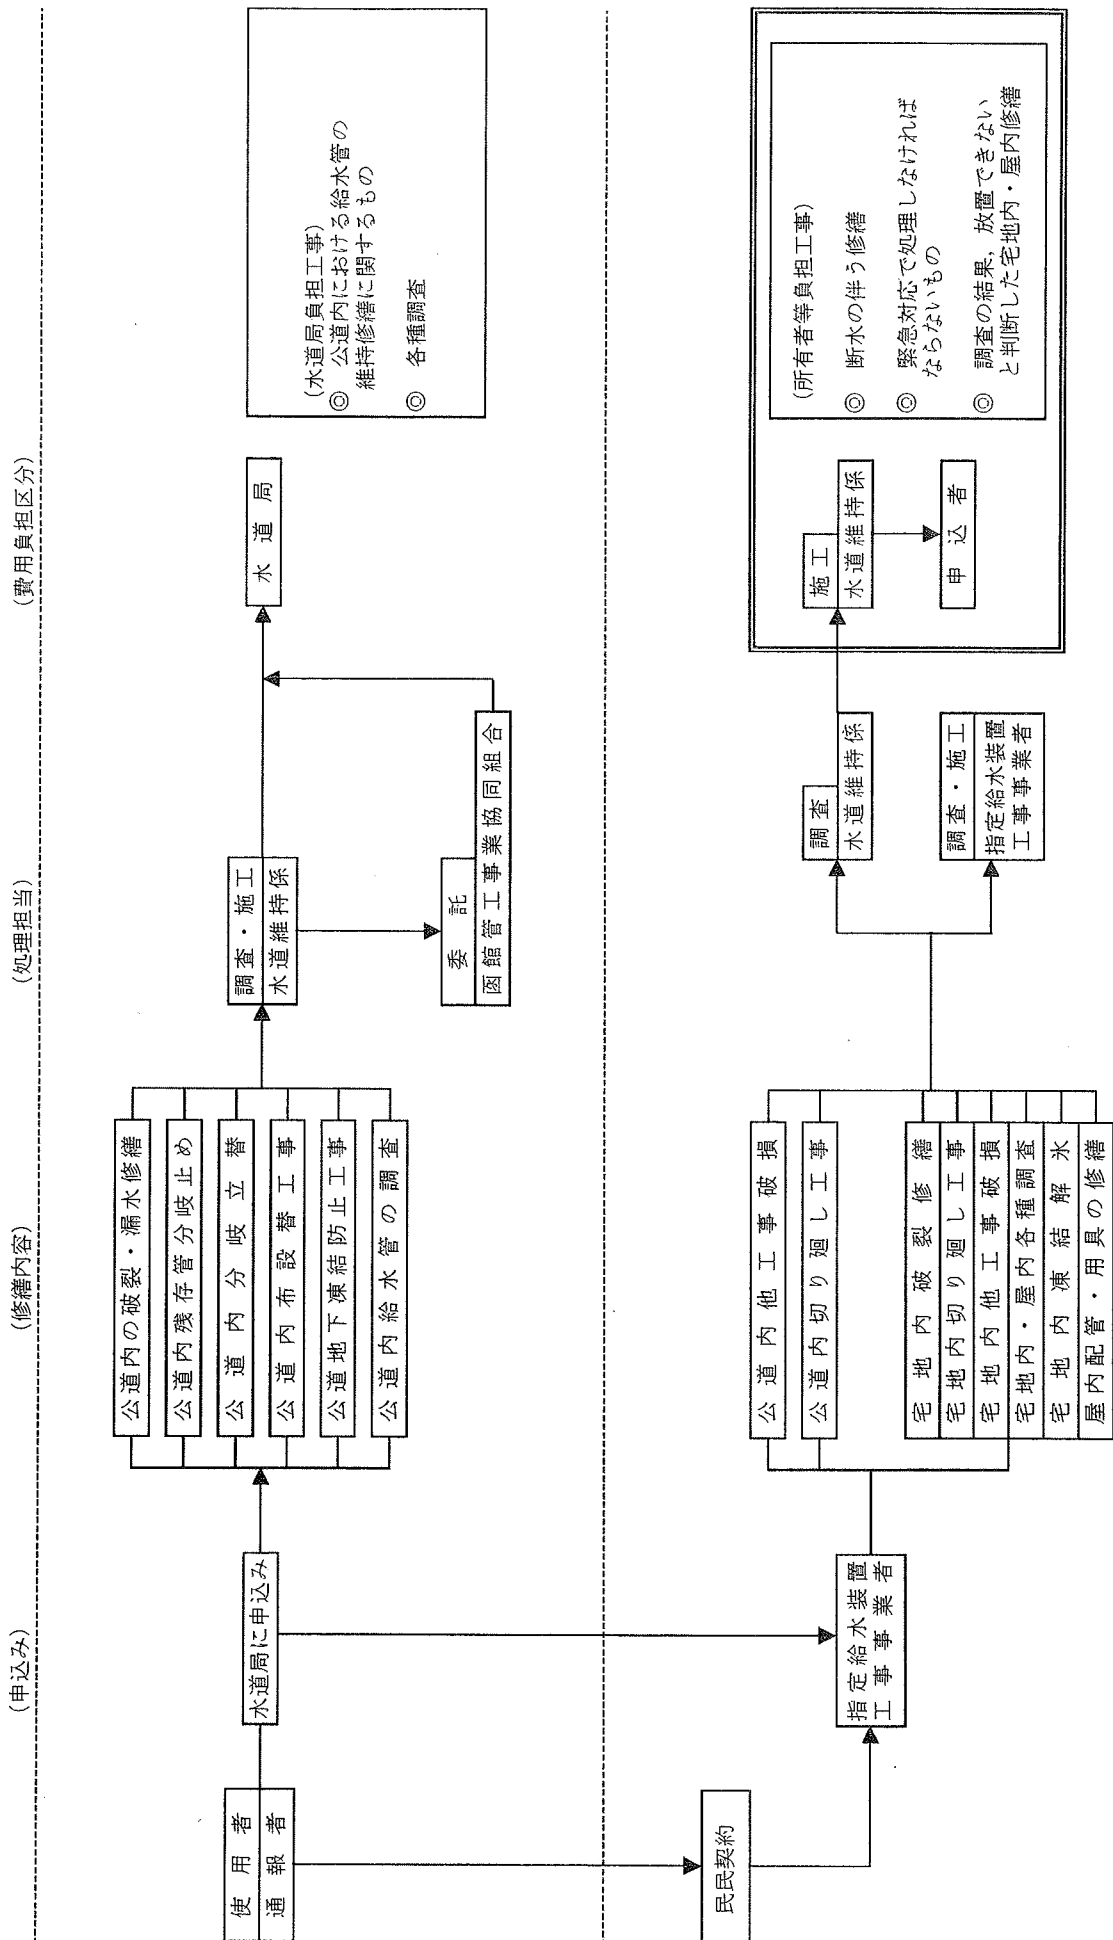 (申込み)
(修繕内容)
(処理担当)
(費用負担区分)
使用者
通報者
水道局に申込み
公道内の破裂・漏水修繕
公道内残存管分岐止め
公道内分岐立替
公道内布設替工事
公道地下凍結防止工事
公道内給水管の調査
調査・施工
水道維持係
委託
函館管工事業協同組合
水道局
(水道局負担工事)
◎ 公道内における給水管の
維持修繕に関するもの
◎ 各種調査
民民契約
指定給水装置
工事事業者
公道内他工事破損
公道内切り廻し工事
宅地内破裂修繕
宅地内切り廻し工事
宅地内他工事破損
宅地内・屋内各種調査
宅地内凍結解氷
屋内配管・用具の修繕
調査
水道維持係
調査・施工
指定給水装置
工事事業者
施工
水道維持係
申込者
(所有者等負担工事)
◎ 断水の伴う修繕
◎ 緊急対応で処理しなければ
ならないもの
◎ 調査の結果，放置できない
と判断した宅地内・屋内修繕